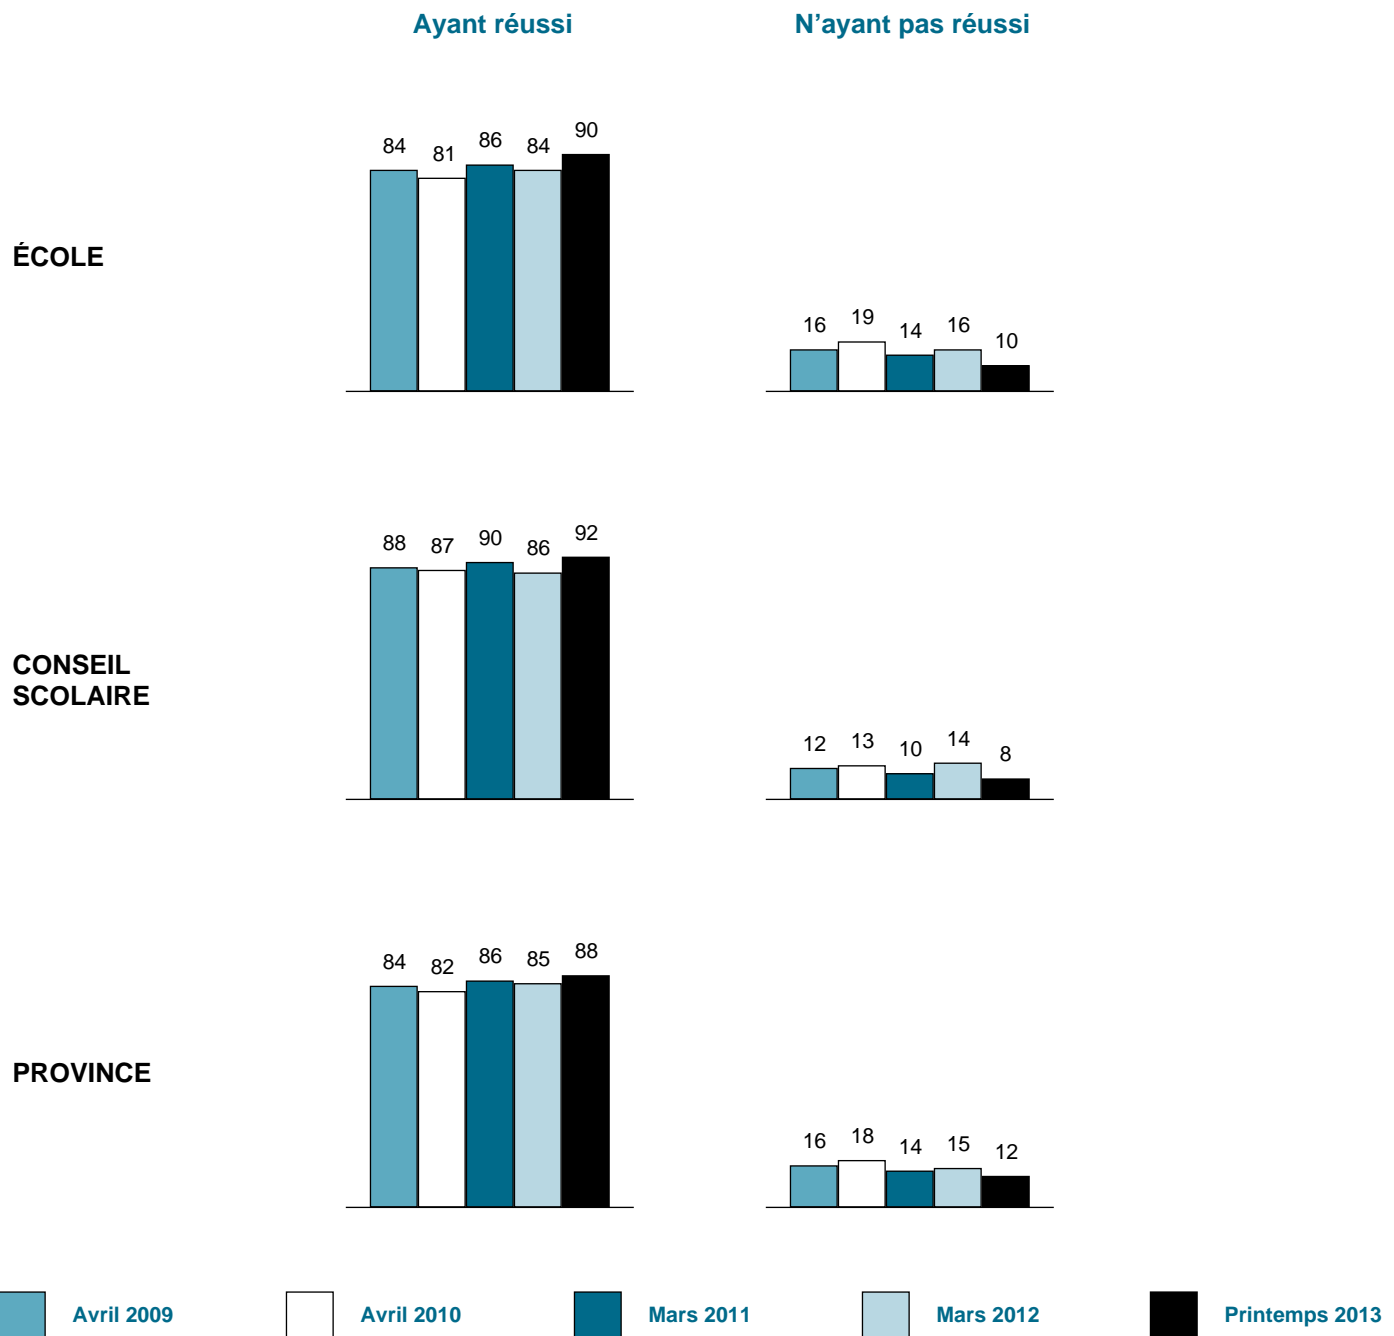 Ayant réussi
N'ayant pas réussi
ÉCOLE
84 81 86 84 90
16 19 14 16 10
CONSEIL
SCOLAIRE
88 87 90 86 92
12 13 10 14 8
PROVINCE
84 82 86 85 88
16 18 14 15 12
Avril 2009
Avril 2010
Mars 2011
Mars 2012
Printemps 2013